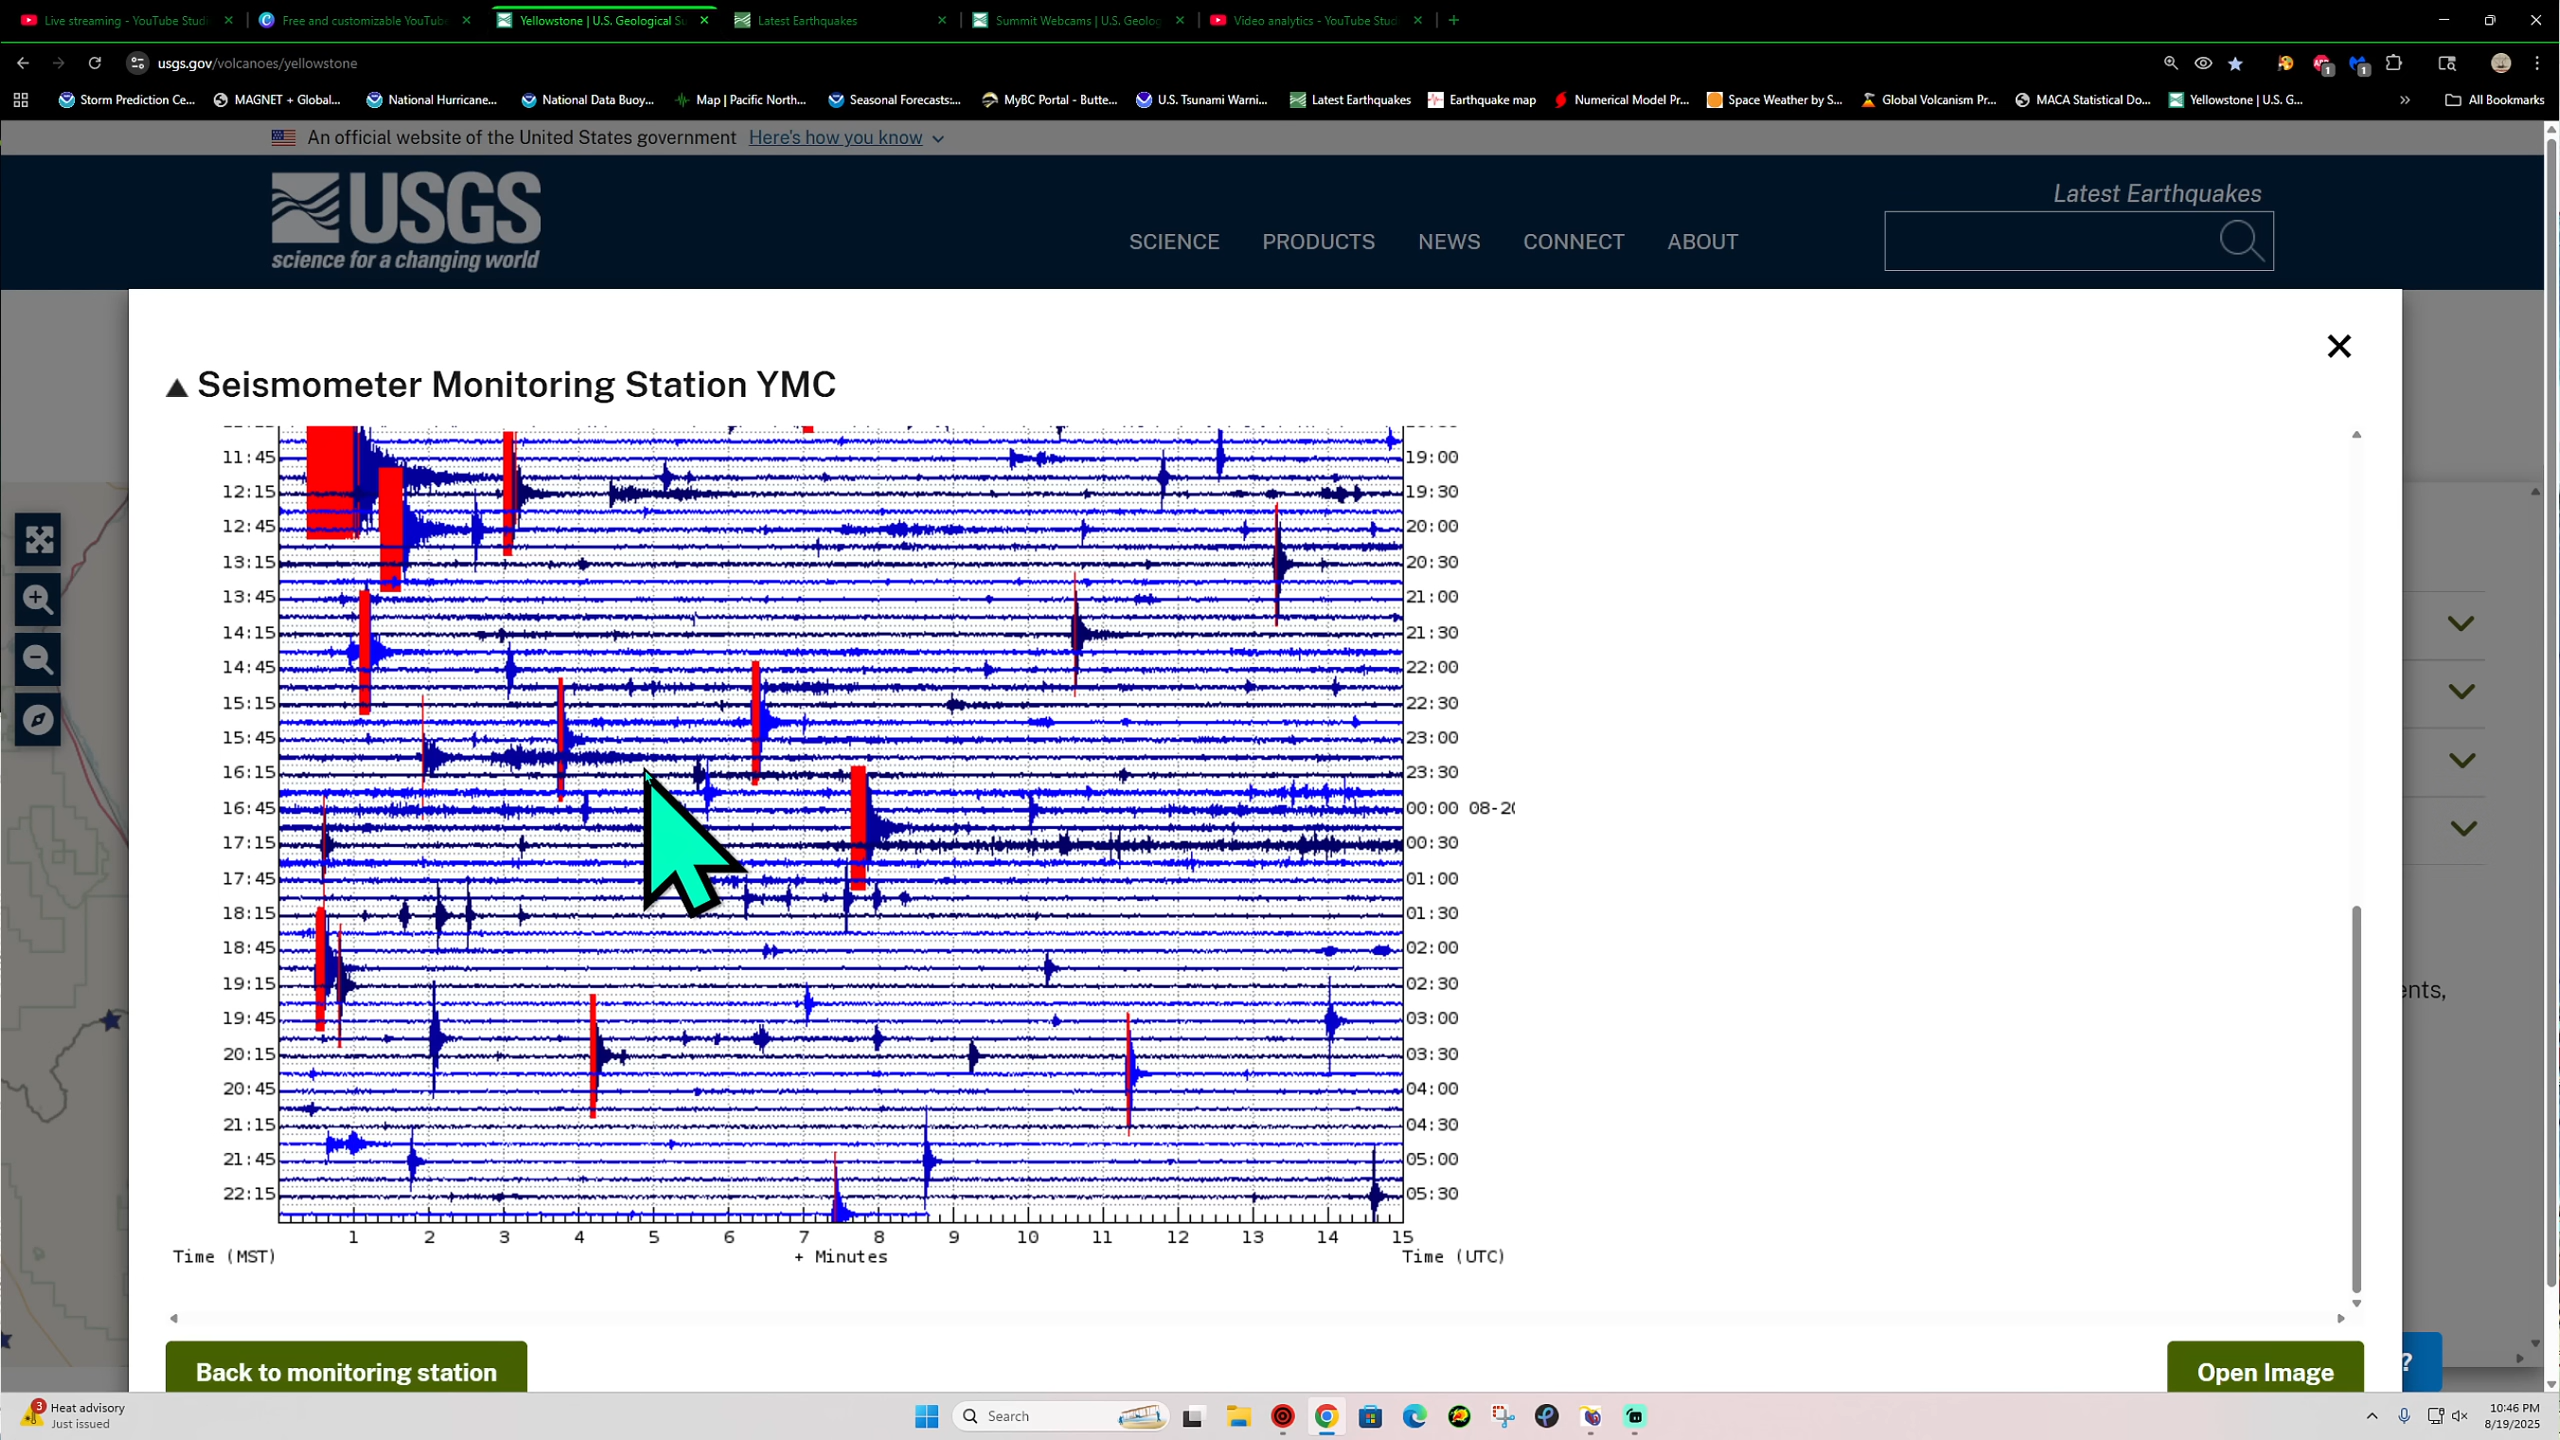 Live streaming - YouTube Studi
Free and customizable YouTube
Yellowstone | U.S. Geological Su
Latest Earthquakes
Summit Webcams | U.S. Geolog
Video analytics - YouTube Studi
usgs.gov/volcanoes/yellowstone
Storm Prediction Ce...
MAGNET + Global...
National Hurricane...
National Data Buoy...
Map | Pacific North...
Seasonal Forecasts:...
MyBC Portal - Butte...
U.S. Tsunami Warni...
Latest Earthquakes
Earthquake map
Numerical Model Pr...
Space Weather by S...
Global Volcanism Pr...
MACA Statistical Do...
Yellowstone | U.S. G...
All Bookmarks
An official website of the United States government Here's how you know
USGS
science for a changing world
SCIENCE PRODUCTS NEWS CONNECT ABOUT
Latest Earthquakes
Seismometer Monitoring Station YMC
11:45 19:00
12:15 19:30
12:45 20:00
13:15 20:30
13:45 21:00
14:15 21:30
14:45 22:00
15:15 22:30
15:45 23:00
16:15 23:30
16:45 00:00 08-20
17:15 00:30
17:45 01:00
18:15 01:30
18:45 02:00
19:15 02:30
19:45 03:00
20:15 03:30
20:45 04:00
21:15 04:30
21:45 05:00
22:15 05:30
1 2 3 4 5 6 7 8 9 10 11 12 13 14 15
Time (MST) + Minutes Time (UTC)
ents,
Back to monitoring station
Open Image
?
3
Heat advisory
Just issued
Search
10:46 PM
8/19/2025